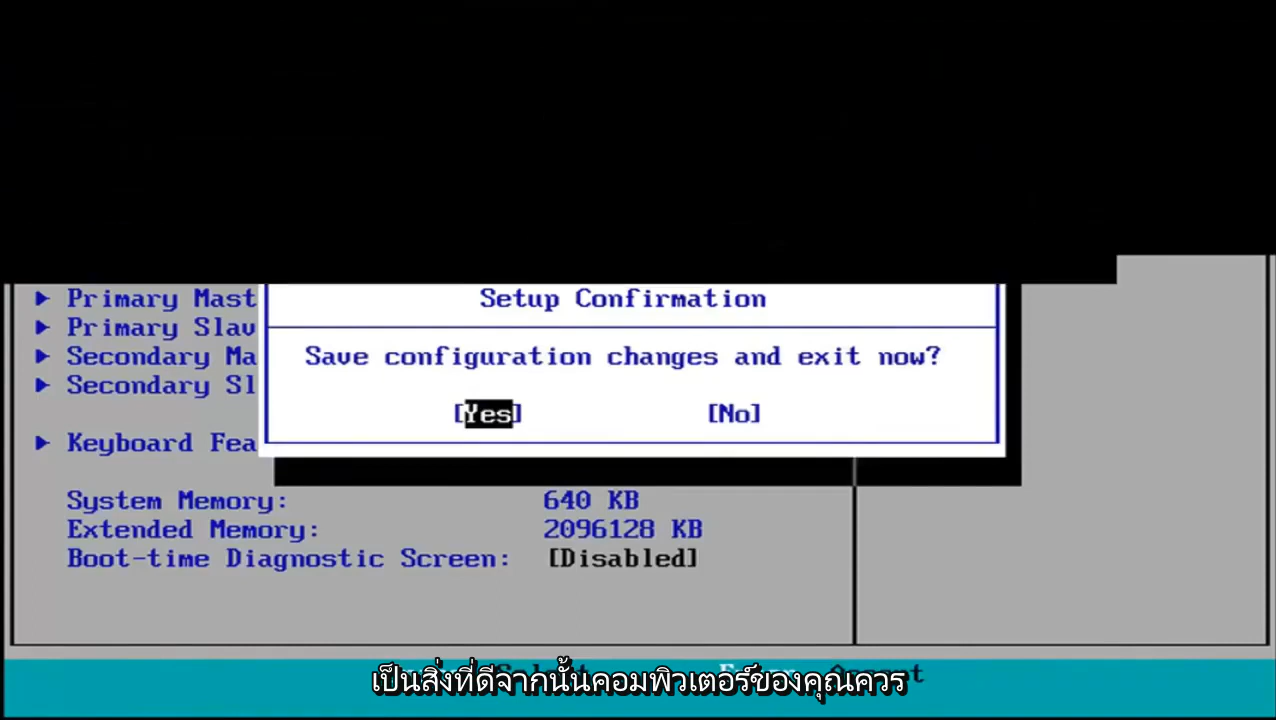 Primary Mast
Setup Confirmation
Primary Slav
Secondary Ma
Save configuration changes and exit now?
Secondary Sl
[Yes] [No]
Keyboard Fea
System Memory: 640 KB
Extended Memory: 2096128 KB
Boot-time Diagnostic Screen: [Disabled]
เป็นสิ่งที่ดีจากนั้นคอมพิวเตอร์ของคุณควร